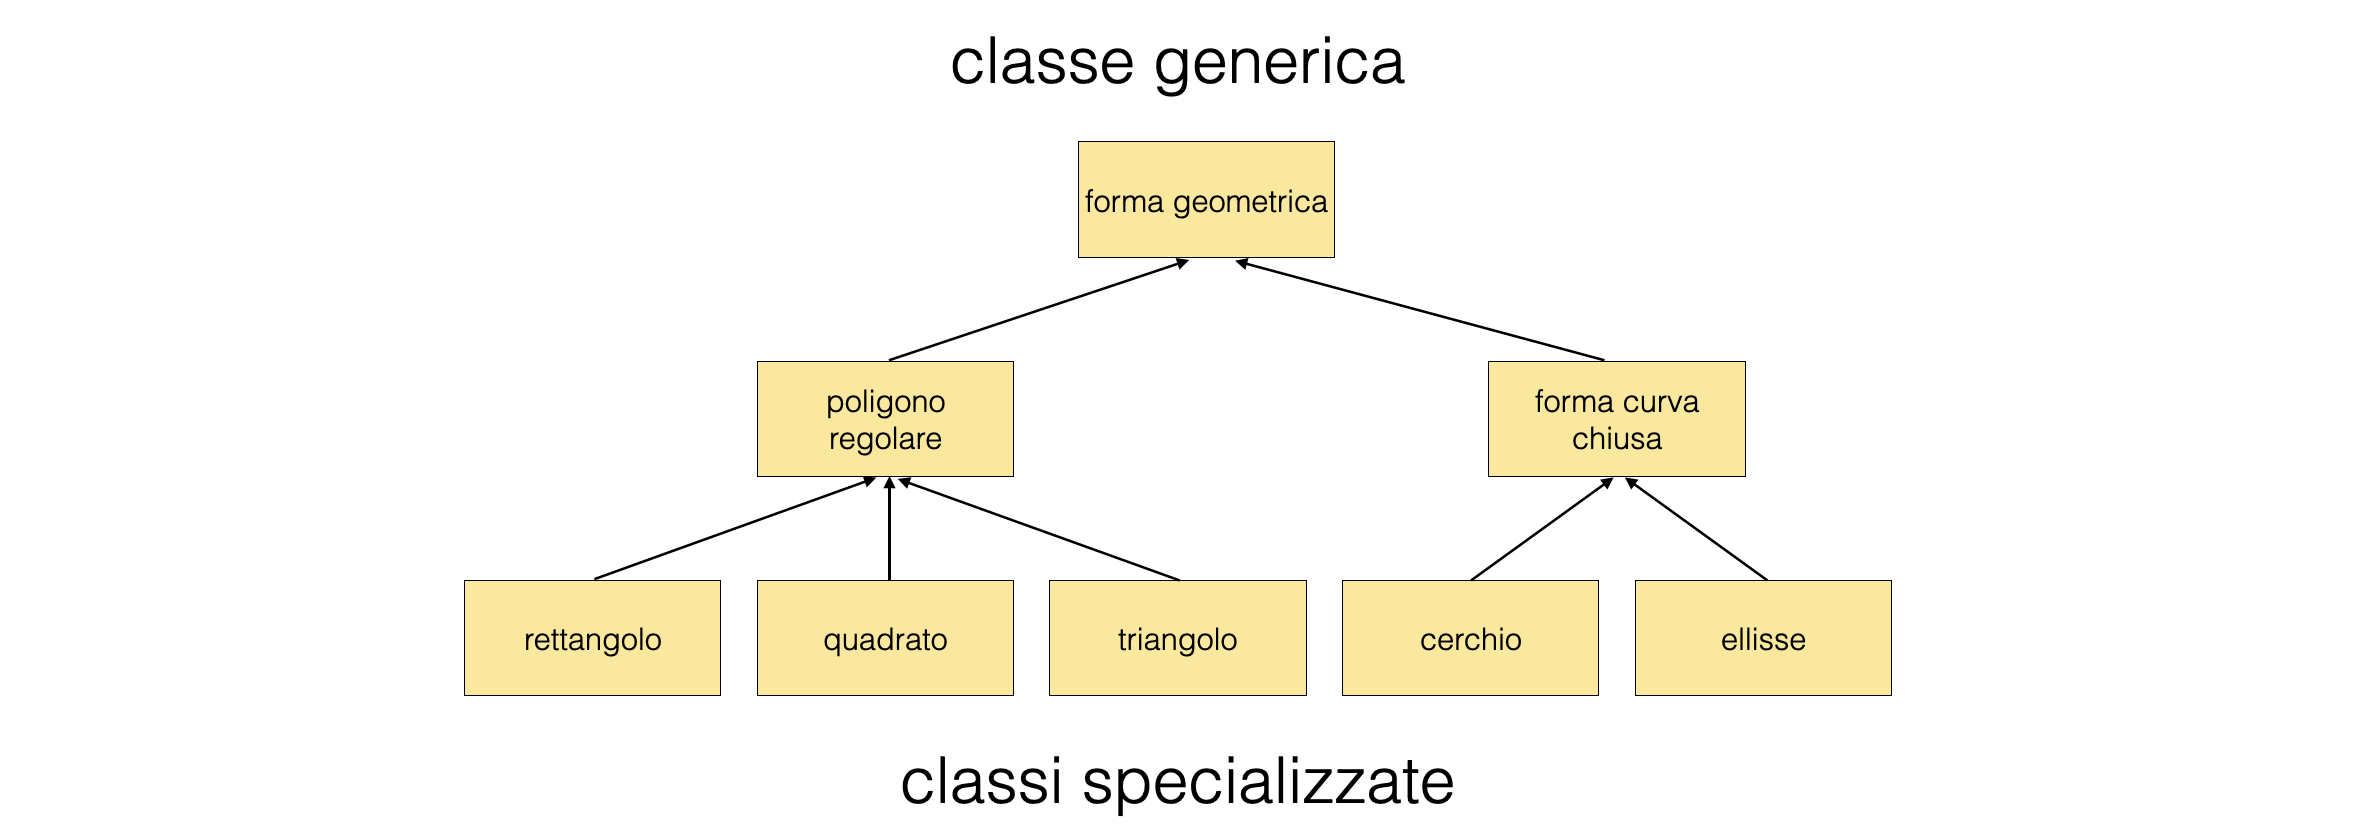 classe generica
forma geometrica
poligono
regolare
forma curva
chiusa
rettangolo
quadrato
triangolo
cerchio
ellisse
classi specializzate